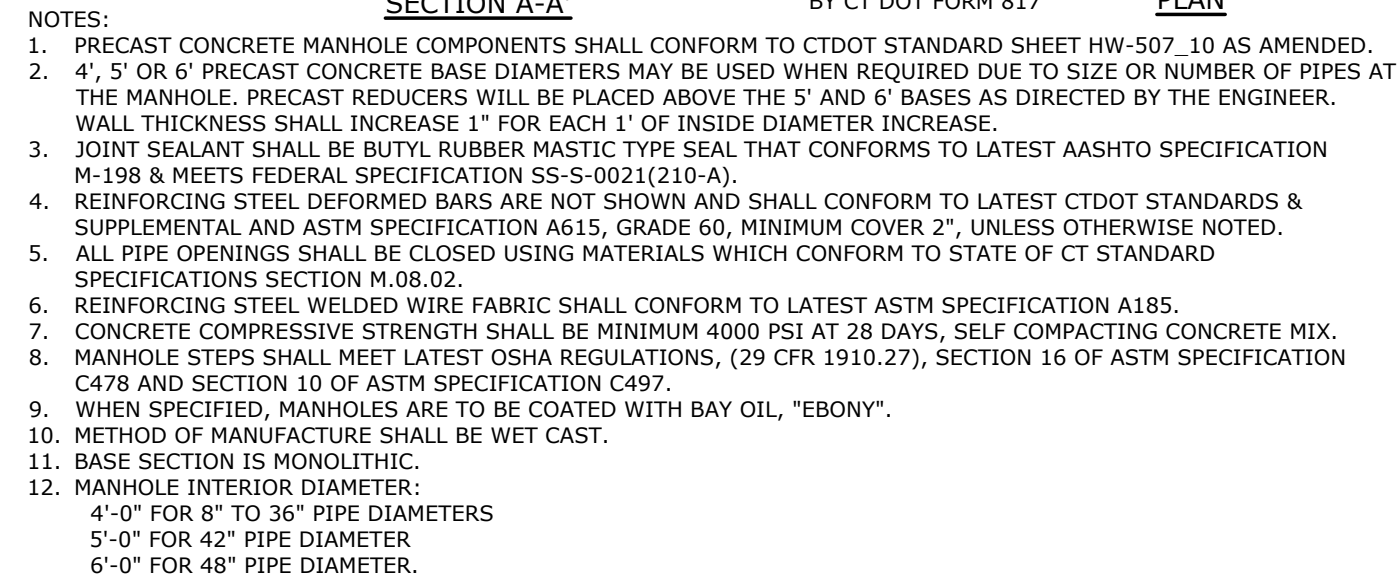 SECTION A-A'
BY CT DOT FORM 817
PLAN
NOTES:
1. PRECAST CONCRETE MANHOLE COMPONENTS SHALL CONFORM TO CTDOT STANDARD SHEET HW-507_10 AS AMENDED.
2. 4', 5' OR 6' PRECAST CONCRETE BASE DIAMETERS MAY BE USED WHEN REQUIRED DUE TO SIZE OR NUMBER OF PIPES AT
THE MANHOLE. PRECAST REDUCERS WILL BE PLACED ABOVE THE 5' AND 6' BASES AS DIRECTED BY THE ENGINEER.
WALL THICKNESS SHALL INCREASE 1" FOR EACH 1' OF INSIDE DIAMETER INCREASE.
3. JOINT SEALANT SHALL BE BUTYL RUBBER MASTIC TYPE SEAL THAT CONFORMS TO LATEST AASHTO SPECIFICATION
M-198 & MEETS FEDERAL SPECIFICATION SS-S-0021(210-A).
4. REINFORCING STEEL DEFORMED BARS ARE NOT SHOWN AND SHALL CONFORM TO LATEST CTDOT STANDARDS &
SUPPLEMENTAL AND ASTM SPECIFICATION A615, GRADE 60, MINIMUM COVER 2", UNLESS OTHERWISE NOTED.
5. ALL PIPE OPENINGS SHALL BE CLOSED USING MATERIALS WHICH CONFORM TO STATE OF CT STANDARD
SPECIFICATIONS SECTION M.08.02.
6. REINFORCING STEEL WELDED WIRE FABRIC SHALL CONFORM TO LATEST ASTM SPECIFICATION A185.
7. CONCRETE COMPRESSIVE STRENGTH SHALL BE MINIMUM 4000 PSI AT 28 DAYS, SELF COMPACTING CONCRETE MIX.
8. MANHOLE STEPS SHALL MEET LATEST OSHA REGULATIONS, (29 CFR 1910.27), SECTION 16 OF ASTM SPECIFICATION
C478 AND SECTION 10 OF ASTM SPECIFICATION C497.
9. WHEN SPECIFIED, MANHOLES ARE TO BE COATED WITH BAY OIL, "EBONY".
10. METHOD OF MANUFACTURE SHALL BE WET CAST.
11. BASE SECTION IS MONOLITHIC.
12. MANHOLE INTERIOR DIAMETER:
4'-0" FOR 8" TO 36" PIPE DIAMETERS
5'-0" FOR 42" PIPE DIAMETER
6'-0" FOR 48" PIPE DIAMETER.